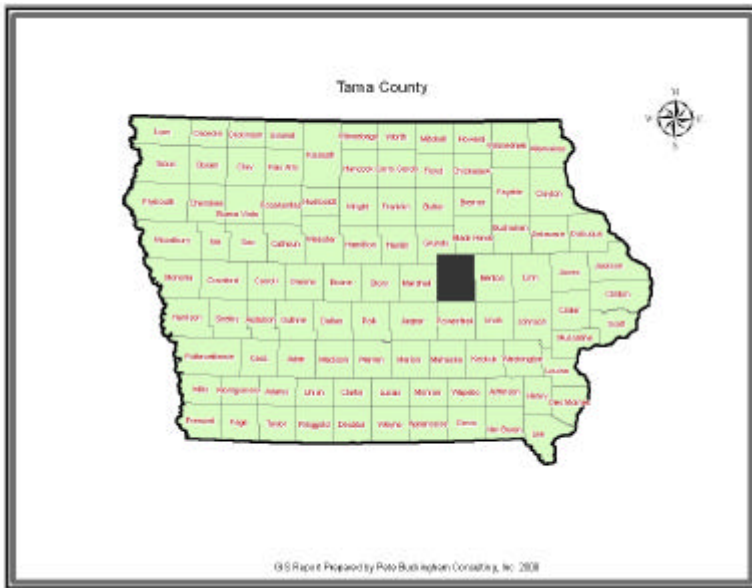 Tama County
N
W E
S
Lyon Osceola Dickinson Emmet Winnebago Worth Mitchell Howard Winneshiek Allamakee
Kossuth
Sioux Clay Palo Alto Hancock Cerro Gordo Floyd Chickasaw
Fayette Clayton
Plymouth Cherokee Humboldt Wright Franklin Butler Bremer
Buena Vista Pocahontas
Woodbury Ida Sac Calhoun Webster Hamilton Hardin Grundy Black Hawk Buchanan Delaware Dubuque
Monona Crawford Carroll Greene Boone Story Marshall Benton Linn Jones Jackson
Clinton
Harrison Shelby Audubon Guthrie Dallas Polk Jasper Poweshiek Iowa Johnson Cedar Scott
Muscatine
Pottawattamie Cass Adair Madison Warren Marion Mahaska Keokuk Washington
Louisa
Mills Montgomery Adams Union Clarke Lucas Monroe Wapello Jefferson Henry Des Moines
Fremont Page Taylor Ringgold Decatur Wayne Appanoose Davis Van Buren Lee
GIS Report Prepared by Pete Buckingham Consulting, Inc.